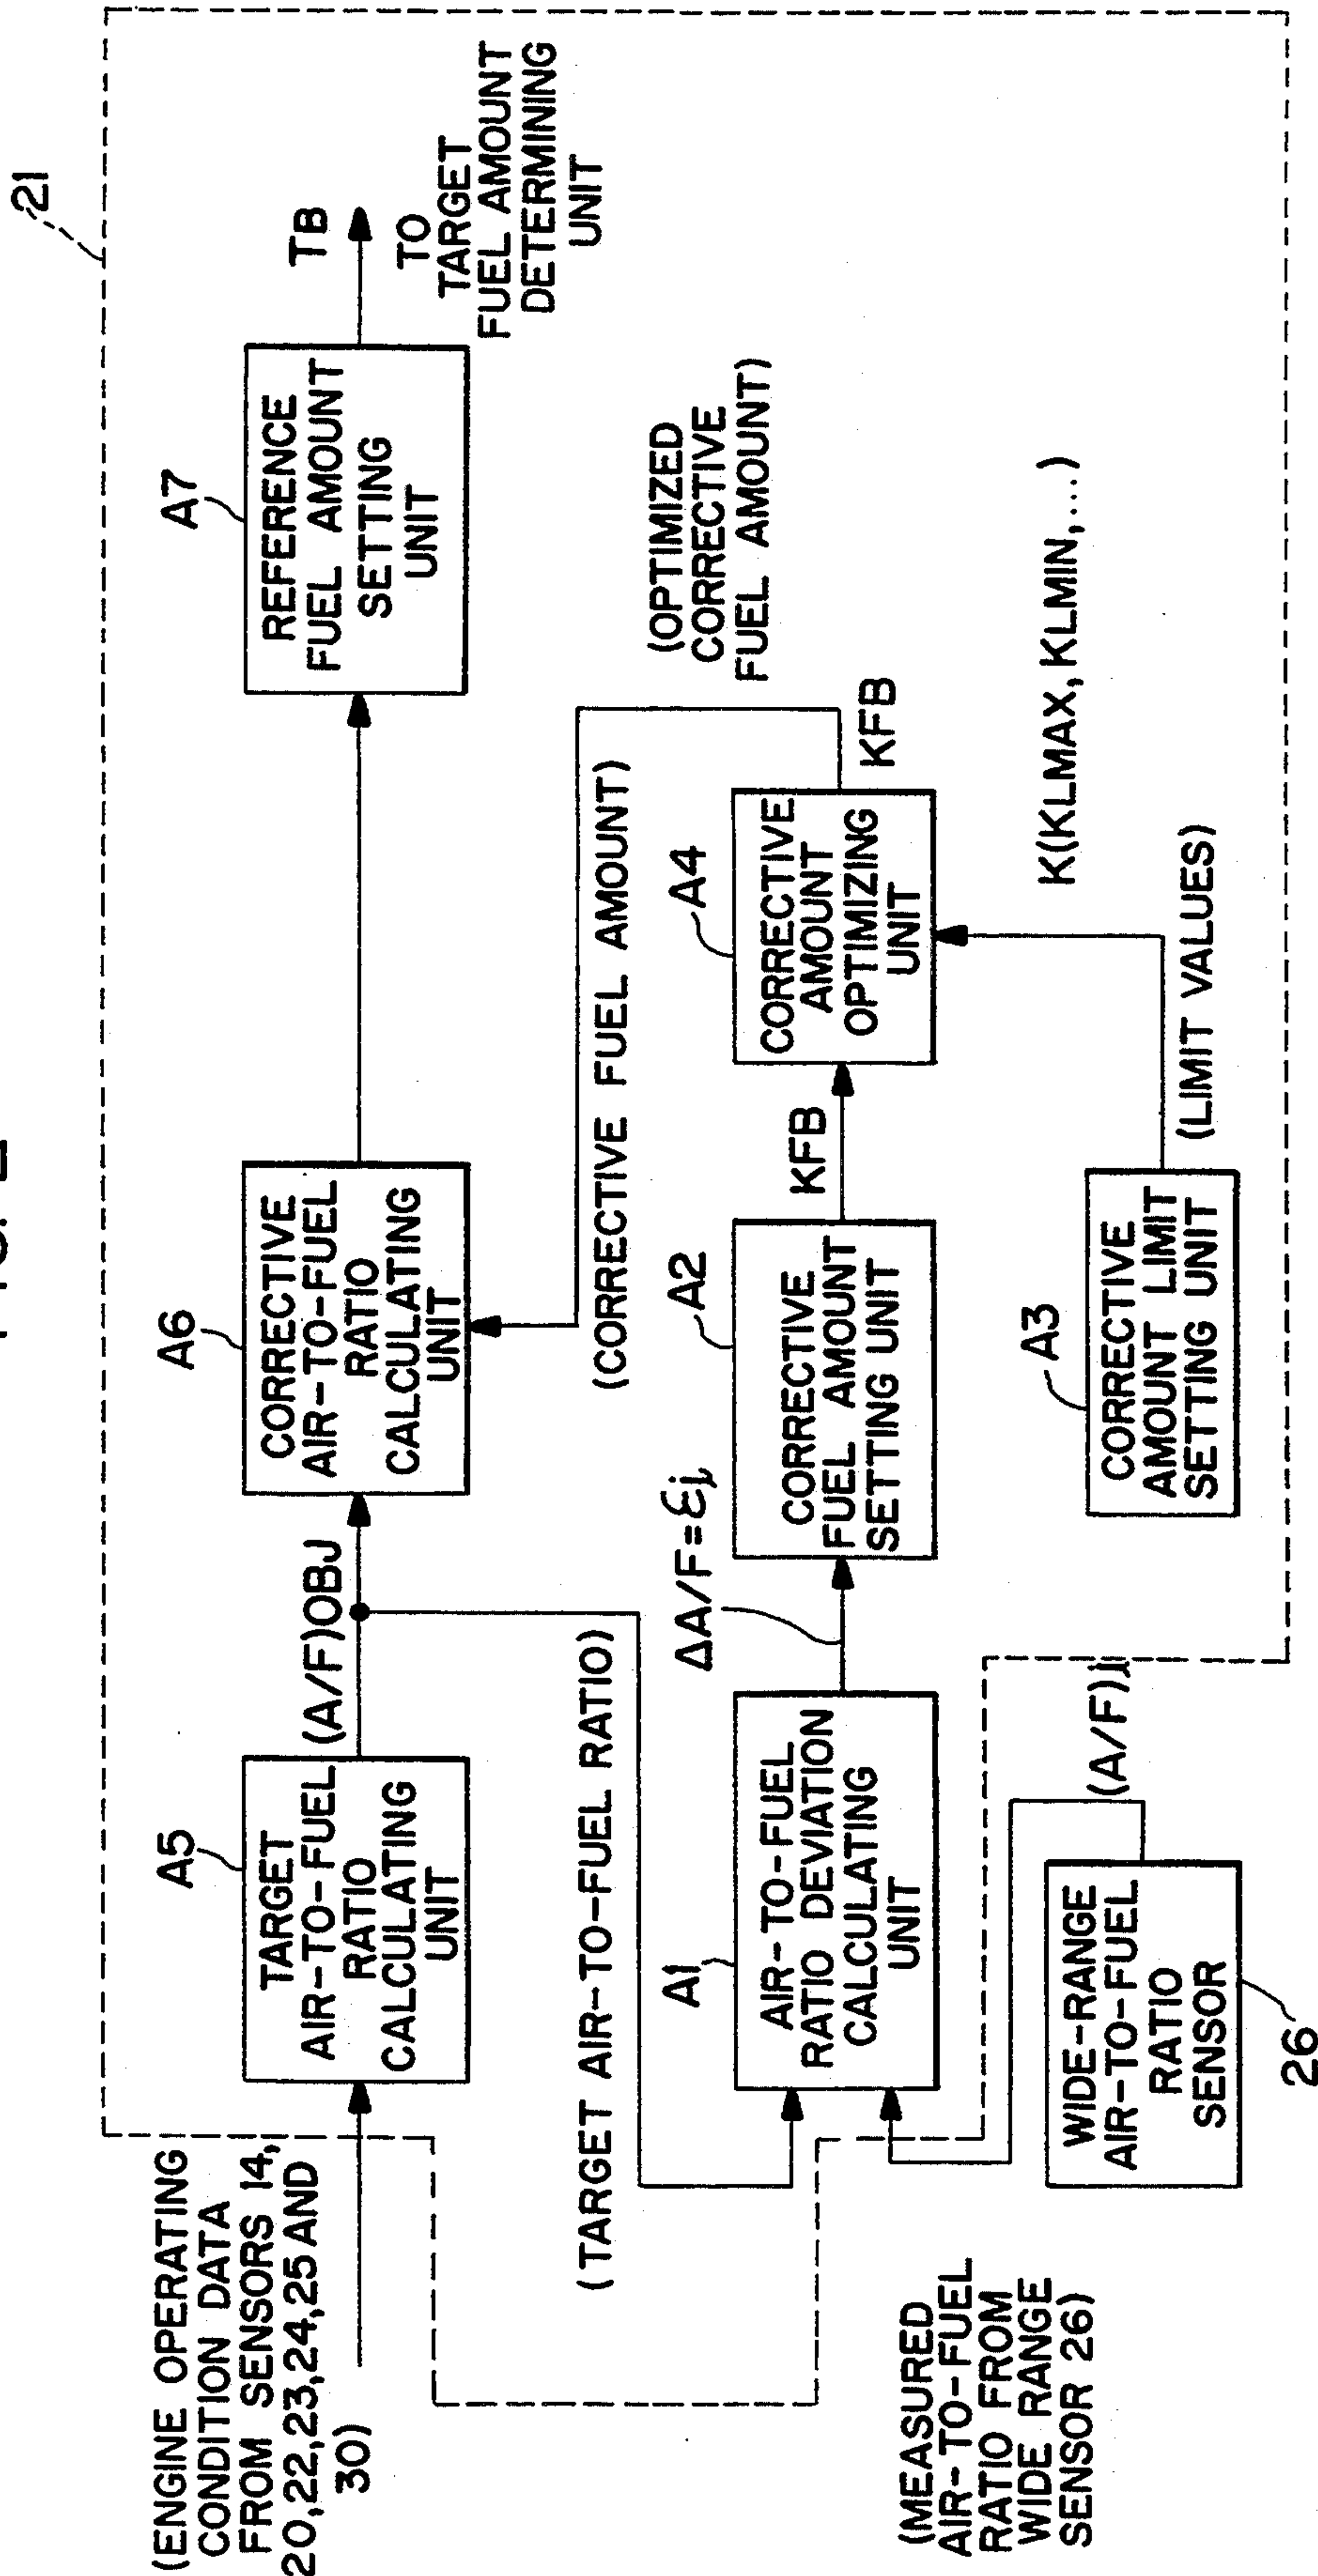 21
(ENGINE OPERATING
CONDITION DATA
FROM SENSORS 14,
20,22,23,24,25 AND
30)
A5
TARGET
AIR-TO-FUEL
RATIO
CALCULATING
UNIT
(A/F)OBJ
A6
CORRECTIVE
AIR-TO-FUEL
RATIO
CALCULATING
UNIT
A7
REFERENCE
FUEL AMOUNT
SETTING
UNIT
TB
TO
TARGET
FUEL AMOUNT
DETERMINING
UNIT
(TARGET AIR-TO-FUEL RATIO)
(CORRECTIVE FUEL AMOUNT)
(OPTIMIZED
CORRECTIVE
FUEL AMOUNT)
A1
AIR-TO-FUEL
RATIO DEVIATION
CALCULATING
UNIT
ΔA/F=εi
A2
CORRECTIVE
FUEL AMOUNT
SETTING UNIT
KFB
A4
CORRECTIVE
AMOUNT
OPTIMIZING
UNIT
KFB
(MEASURED
AIR-TO-FUEL
RATIO FROM
WIDE RANGE
SENSOR 26)
WIDE-RANGE
AIR-TO-FUEL
RATIO
SENSOR
26
(A/F)i
A3
CORRECTIVE
AMOUNT LIMIT
SETTING UNIT
(LIMIT VALUES)
K(KLMAX, KLMIN,....)